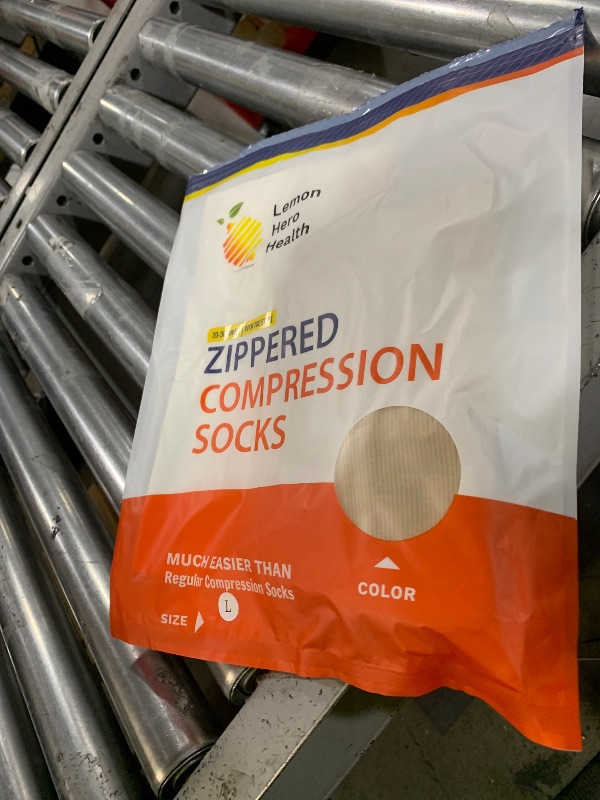 Lemon
Hero
Health
ZIPPERED
COMPRESSION
SOCKS
MUCH EASIER THAN
Regular Compression Socks
L
SIZE
COLOR